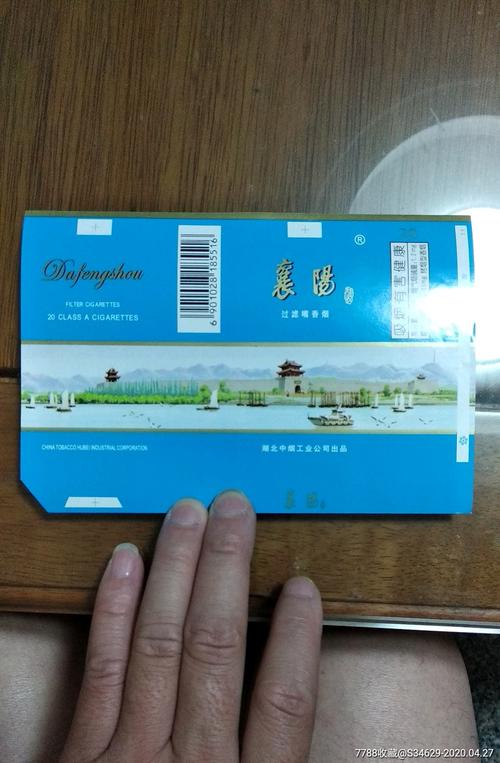 Dafengshou
FILTER CIGARETTES
20 CLASS A CIGARETTES
6 901028 185516
襄陽
®
过滤嘴香烟
吸烟有害健康
CHINA TOBACCO HUBEI INDUSTRIAL CORPORATION
湖北中烟工业公司出品
襄陽
7788收藏@S34629-2020.04.27